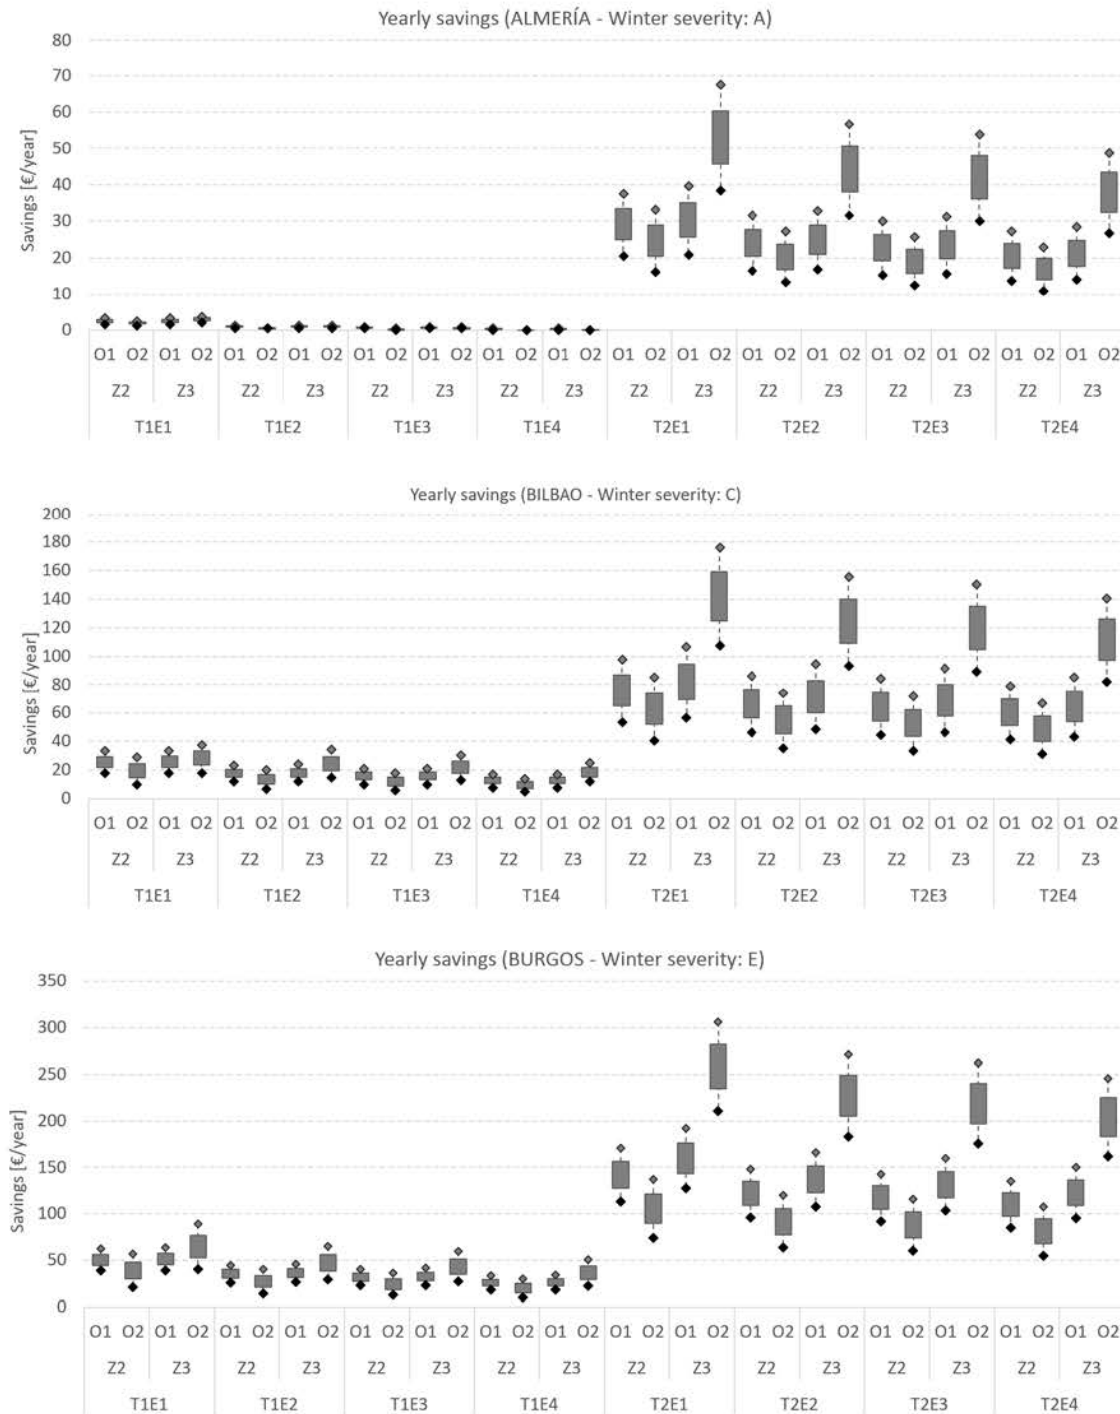 Yearly savings (ALMERÍA - Winter severity: A)
80
70
60
50
40
30
20
10
0
Savings [€/year]
O1 O2 O1 O2 O1 O2 O1 O2 O1 O2 O1 O2 O1 O2 O1 O2 O1 O2 O1 O2 O1 O2 O1 O2 O1 O2 O1 O2 O1 O2 O1 O2
Z2 Z3 Z2 Z3 Z2 Z3 Z2 Z3 Z2 Z3 Z2 Z3 Z2 Z3 Z2 Z3
T1E1 T1E2 T1E3 T1E4 T2E1 T2E2 T2E3 T2E4
Yearly savings (BILBAO - Winter severity: C)
200
180
160
140
120
100
80
60
40
20
0
Savings [€/year]
O1 O2 O1 O2 O1 O2 O1 O2 O1 O2 O1 O2 O1 O2 O1 O2 O1 O2 O1 O2 O1 O2 O1 O2 O1 O2 O1 O2 O1 O2 O1 O2
Z2 Z3 Z2 Z3 Z2 Z3 Z2 Z3 Z2 Z3 Z2 Z3 Z2 Z3 Z2 Z3
T1E1 T1E2 T1E3 T1E4 T2E1 T2E2 T2E3 T2E4
Yearly savings (BURGOS - Winter severity: E)
350
300
250
200
150
100
50
0
Savings [€/year]
O1 O2 O1 O2 O1 O2 O1 O2 O1 O2 O1 O2 O1 O2 O1 O2 O1 O2 O1 O2 O1 O2 O1 O2 O1 O2 O1 O2 O1 O2 O1 O2
Z2 Z3 Z2 Z3 Z2 Z3 Z2 Z3 Z2 Z3 Z2 Z3 Z2 Z3 Z2 Z3
T1E1 T1E2 T1E3 T1E4 T2E1 T2E2 T2E3 T2E4